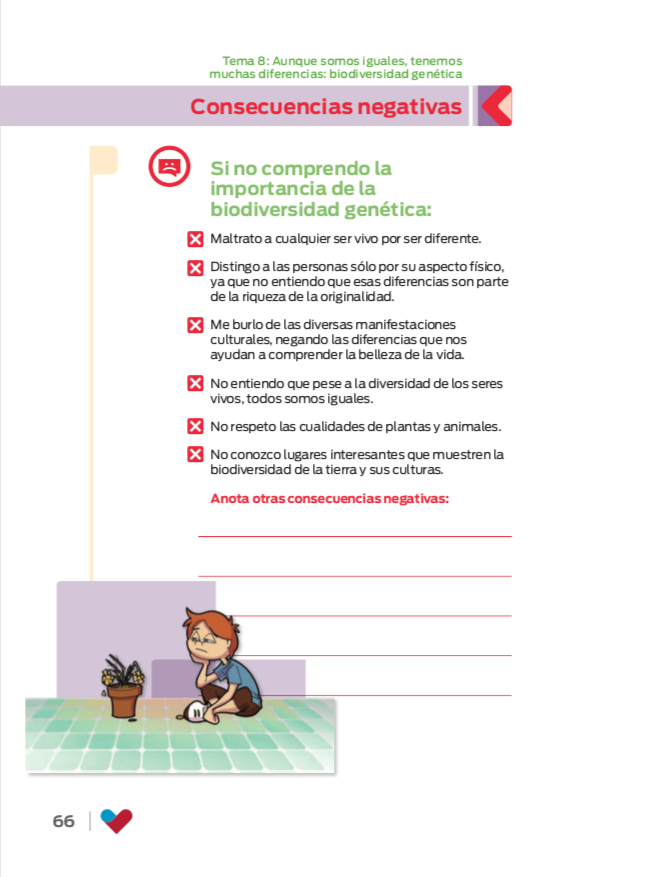 Tema 8: Aunque somos iguales, tenemos
muchas diferencias: biodiversidad genética
Consecuencias negativas
Si no comprendo la
importancia de la
biodiversidad genética:
Maltrato a cualquier ser vivo por ser diferente.
Distingo a las personas sólo por su aspecto físico,
ya que no entiendo que esas diferencias son parte
de la riqueza de la originalidad.
Me burlo de las diversas manifestaciones
culturales, negando las diferencias que nos
ayudan a comprender la belleza de la vida.
No entiendo que pese a la diversidad de los seres
vivos, todos somos iguales.
No respeto las cualidades de plantas y animales.
No conozco lugares interesantes que muestren la
biodiversidad de la tierra y sus culturas.
Anota otras consecuencias negativas:
66